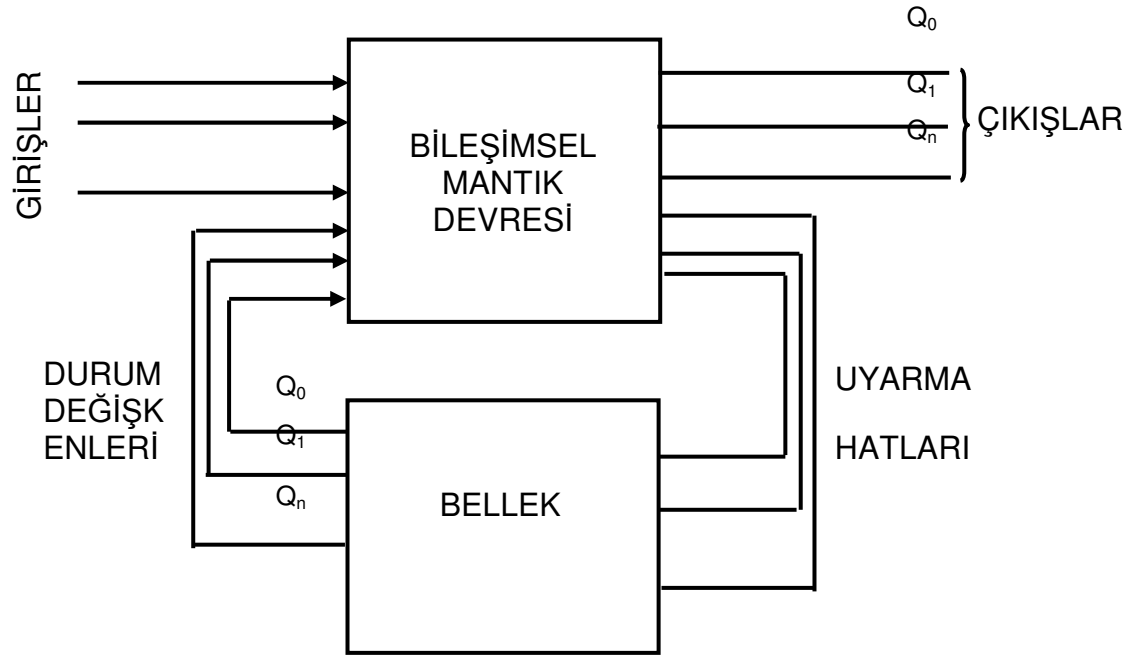 Q₀
Q₁
Qₙ
ÇIKIŞLAR
GİRİŞLER
BİLEŞİMSEL
MANTIK
DEVRESİ
DURUM
DEĞİŞK
ENLERİ
Q₀
Q₁
Qₙ
BELLEK
UYARMA
HATLARI